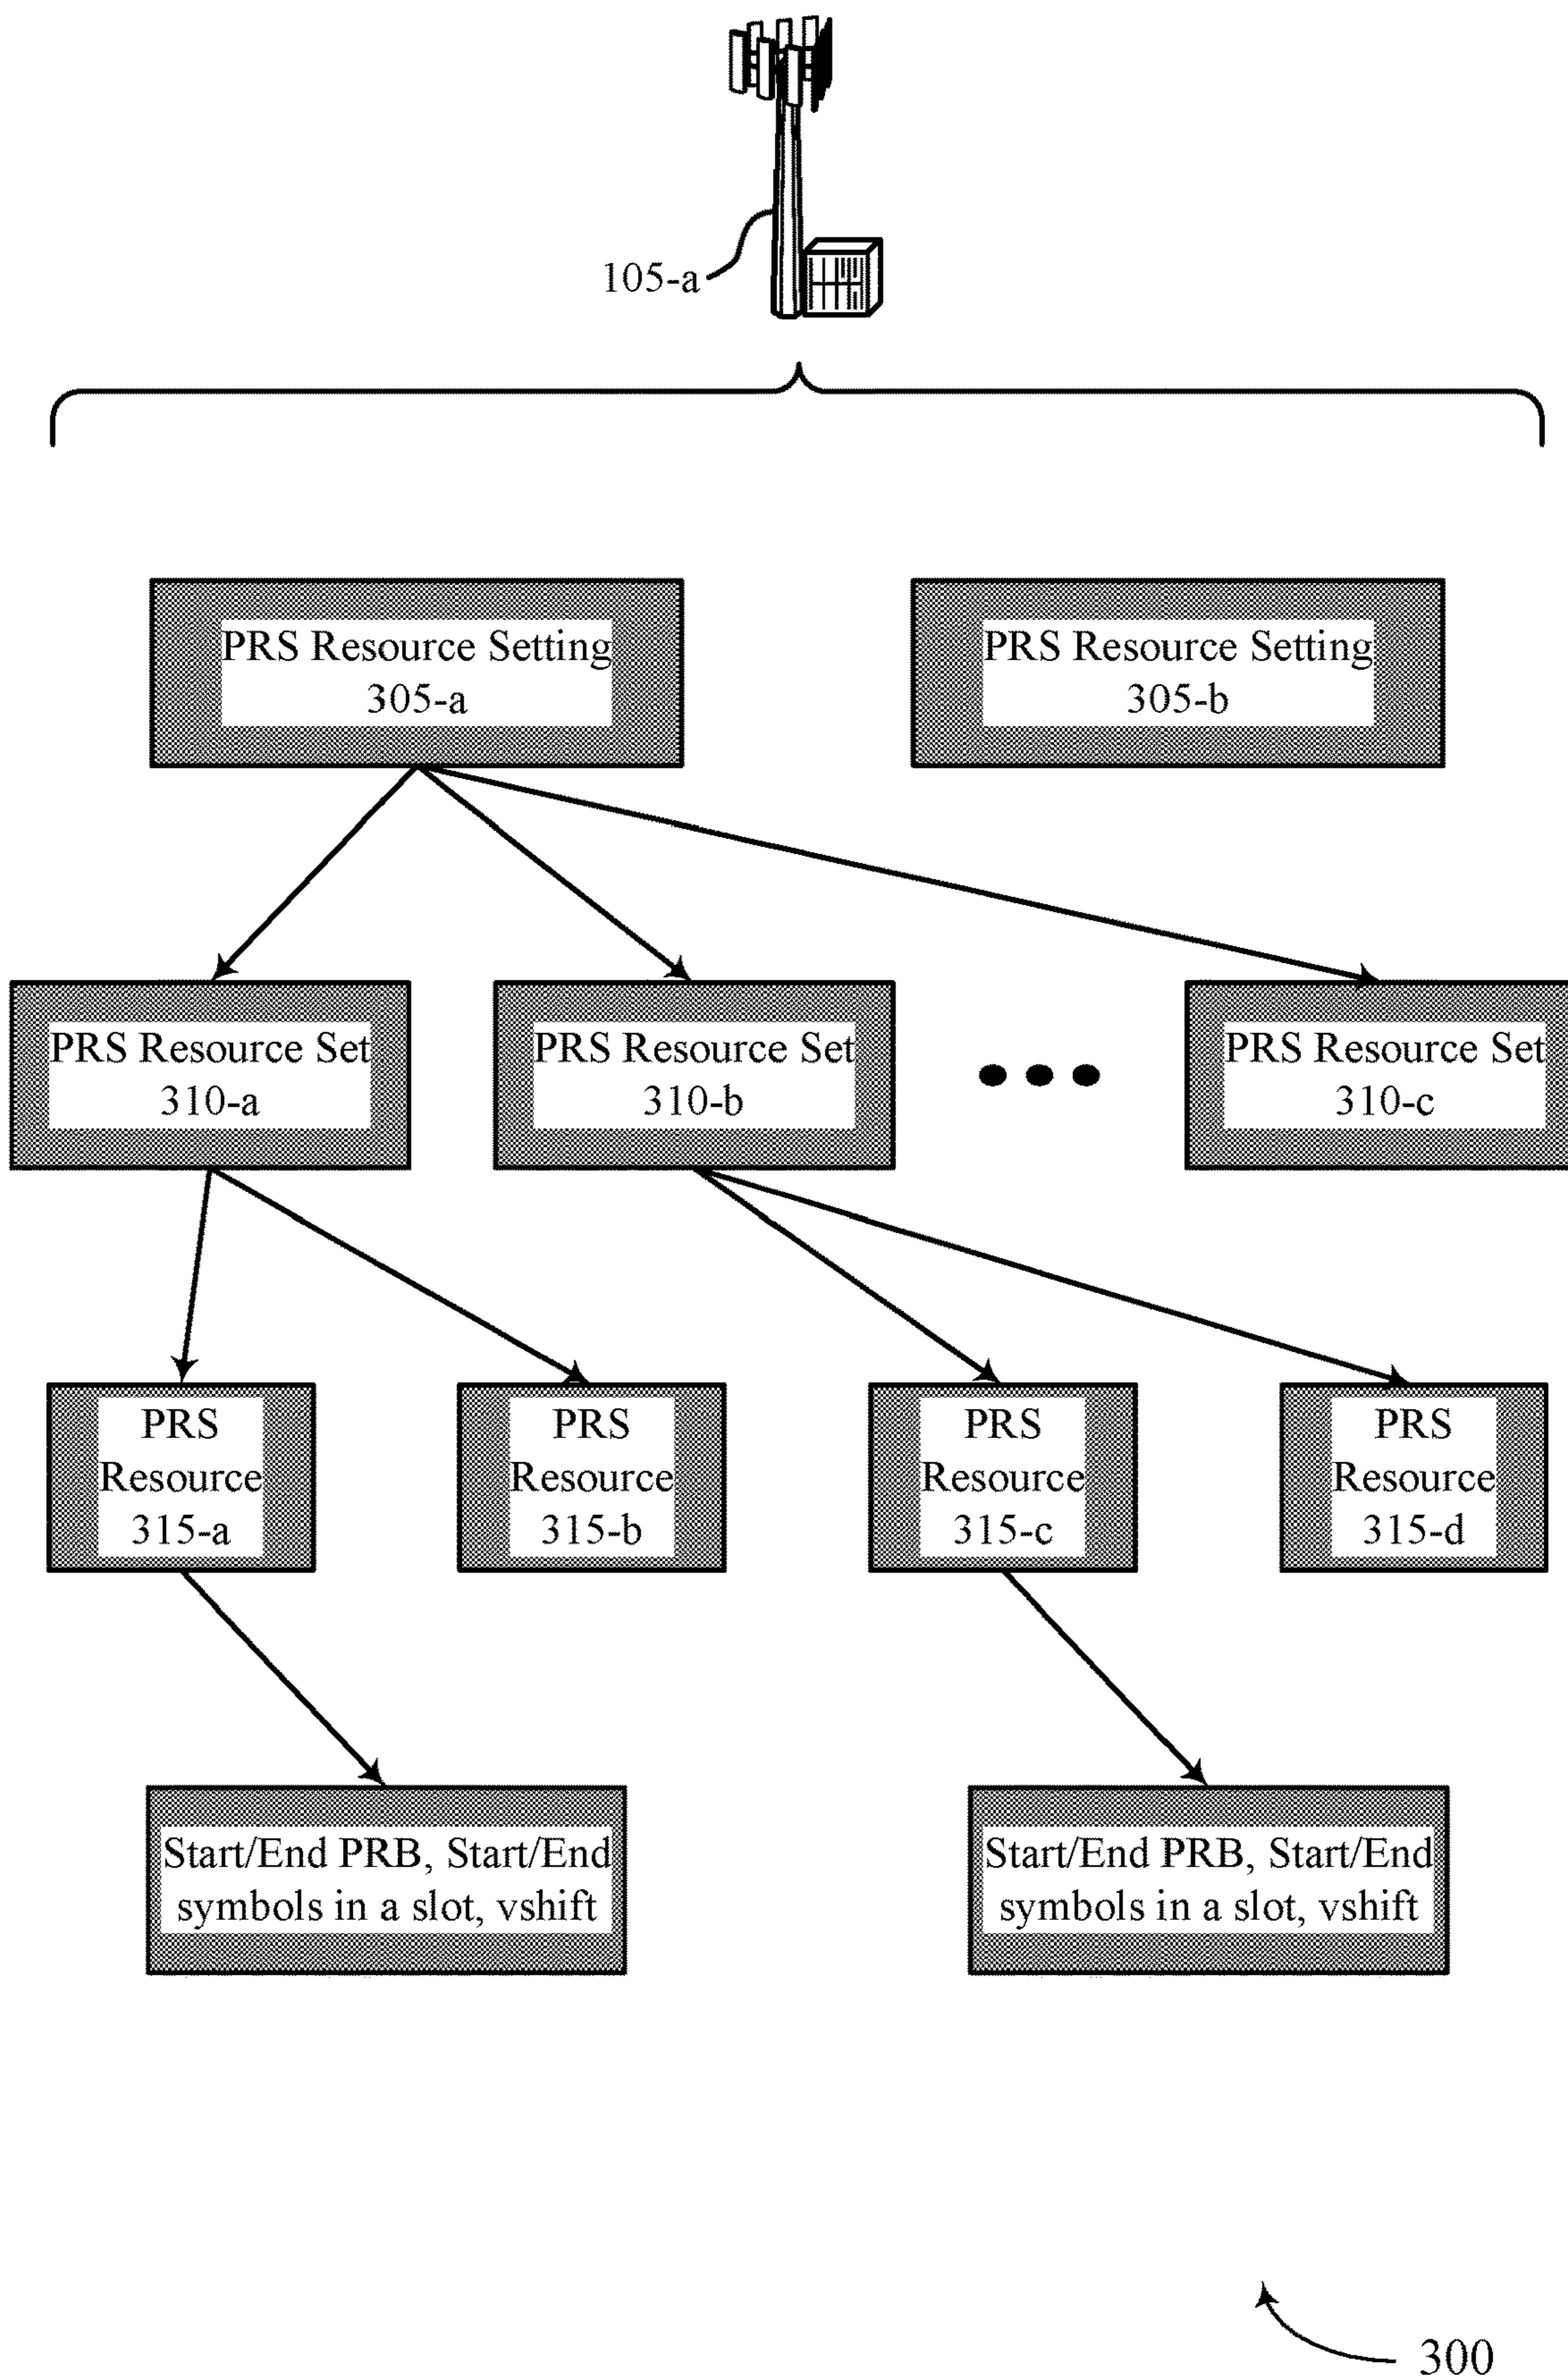 105-a
PRS Resource Setting
305-a
PRS Resource Setting
305-b
PRS Resource Set
310-a
PRS Resource Set
310-b
PRS Resource Set
310-c
PRS
Resource
315-a
PRS
Resource
315-b
PRS
Resource
315-c
PRS
Resource
315-d
Start/End PRB, Start/End
symbols in a slot, vshift
Start/End PRB, Start/End
symbols in a slot, vshift
300